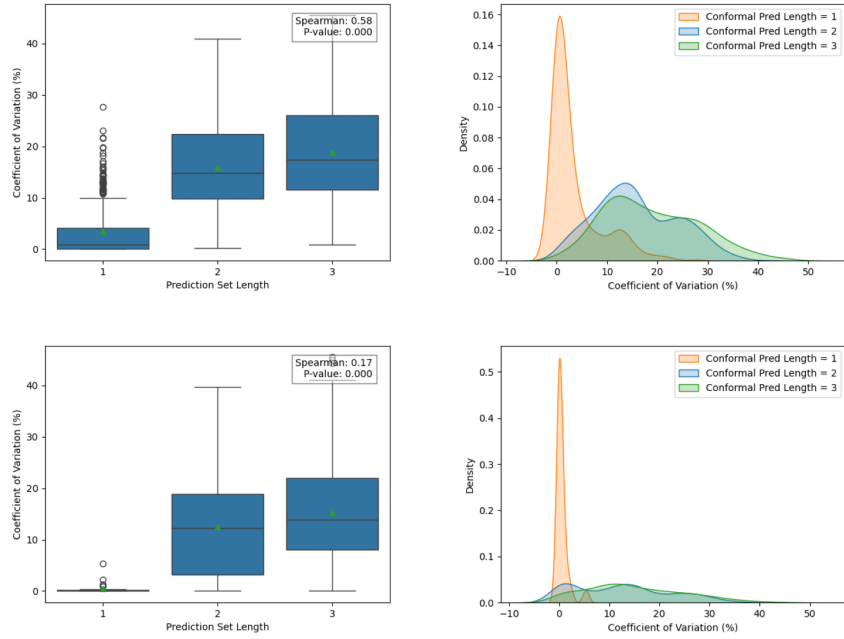 Spearman: 0.58
P-value: 0.000
Coefficient of Variation (%)
40
30
20
10
0
1
2
3
Prediction Set Length
Conformal Pred Length = 1
Conformal Pred Length = 2
Conformal Pred Length = 3
Density
0.16
0.14
0.12
0.10
0.08
0.06
0.04
0.02
0.00
−10
0
10
20
30
40
50
Coefficient of Variation (%)
Spearman: 0.17
P-value: 0.000
Coefficient of Variation (%)
40
30
20
10
0
1
2
3
Prediction Set Length
Conformal Pred Length = 1
Conformal Pred Length = 2
Conformal Pred Length = 3
Density
0.5
0.4
0.3
0.2
0.1
0.0
−10
0
10
20
30
40
50
Coefficient of Variation (%)